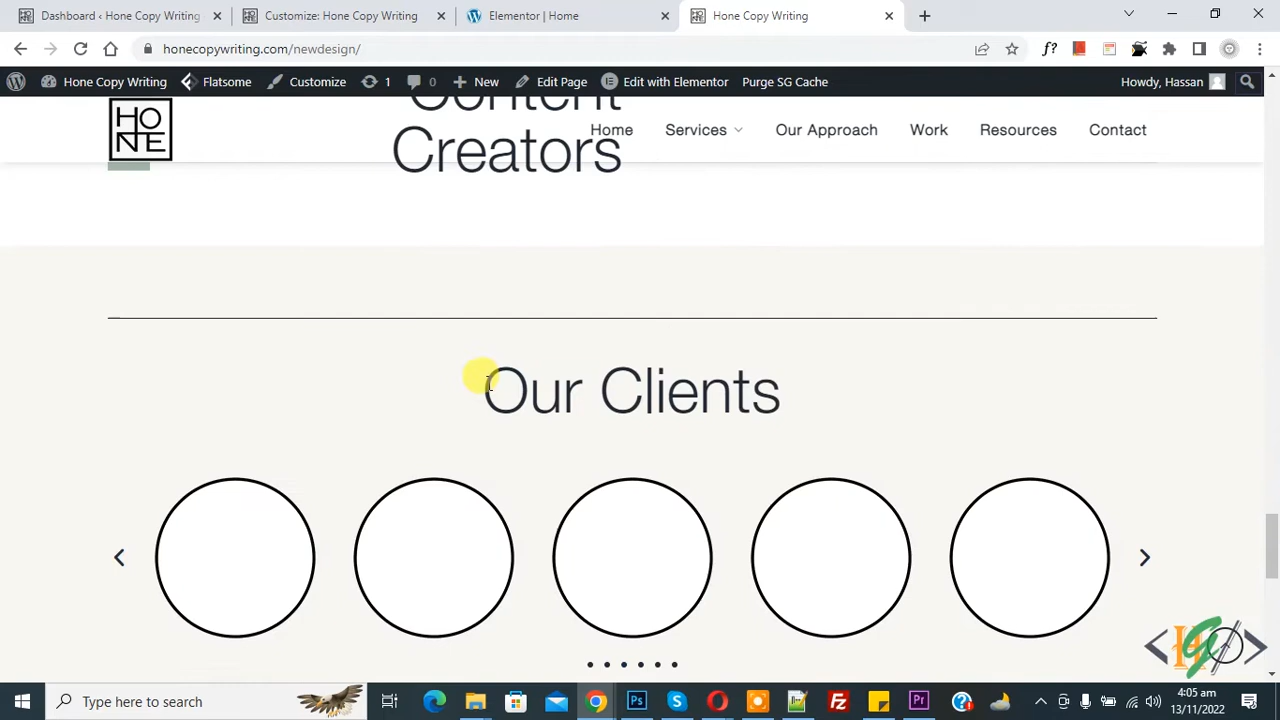 Dashboard ‹ Hone Copy Writing
Customize: Hone Copy Writing
Elementor | Home
Hone Copy Writing
honecopywriting.com/newdesign/
Hone Copy Writing
Flatsome
Customize
1
0
New
Edit Page
Edit with Elementor
Purge SG Cache
Howdy, Hassan
HO
NE
Content
Creators
Home
Services
Our Approach
Work
Resources
Contact
Our Clients
Type here to search
4:05 am
13/11/2022